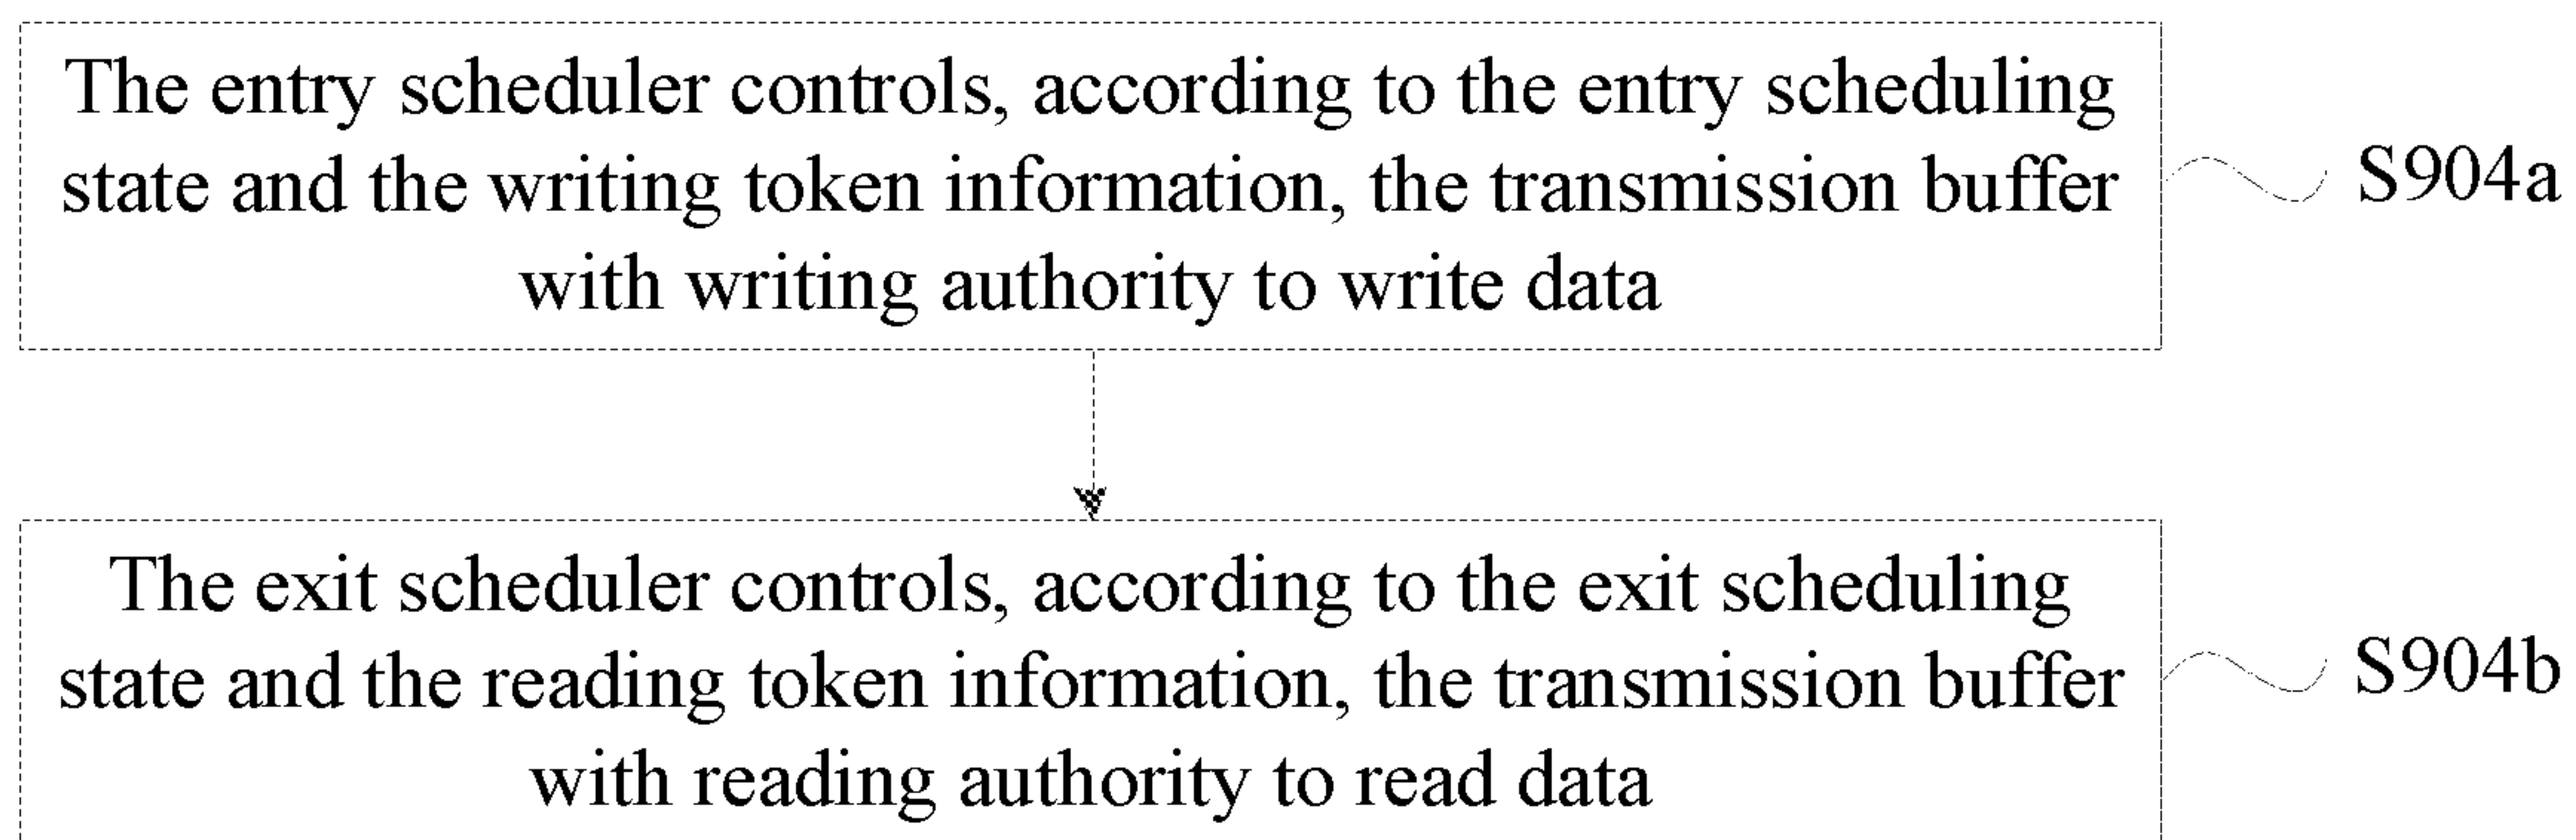 The entry scheduler controls, according to the entry scheduling
state and the writing token information, the transmission buffer
with writing authority to write data
S904a
The exit scheduler controls, according to the exit scheduling
state and the reading token information, the transmission buffer
with reading authority to read data
S904b